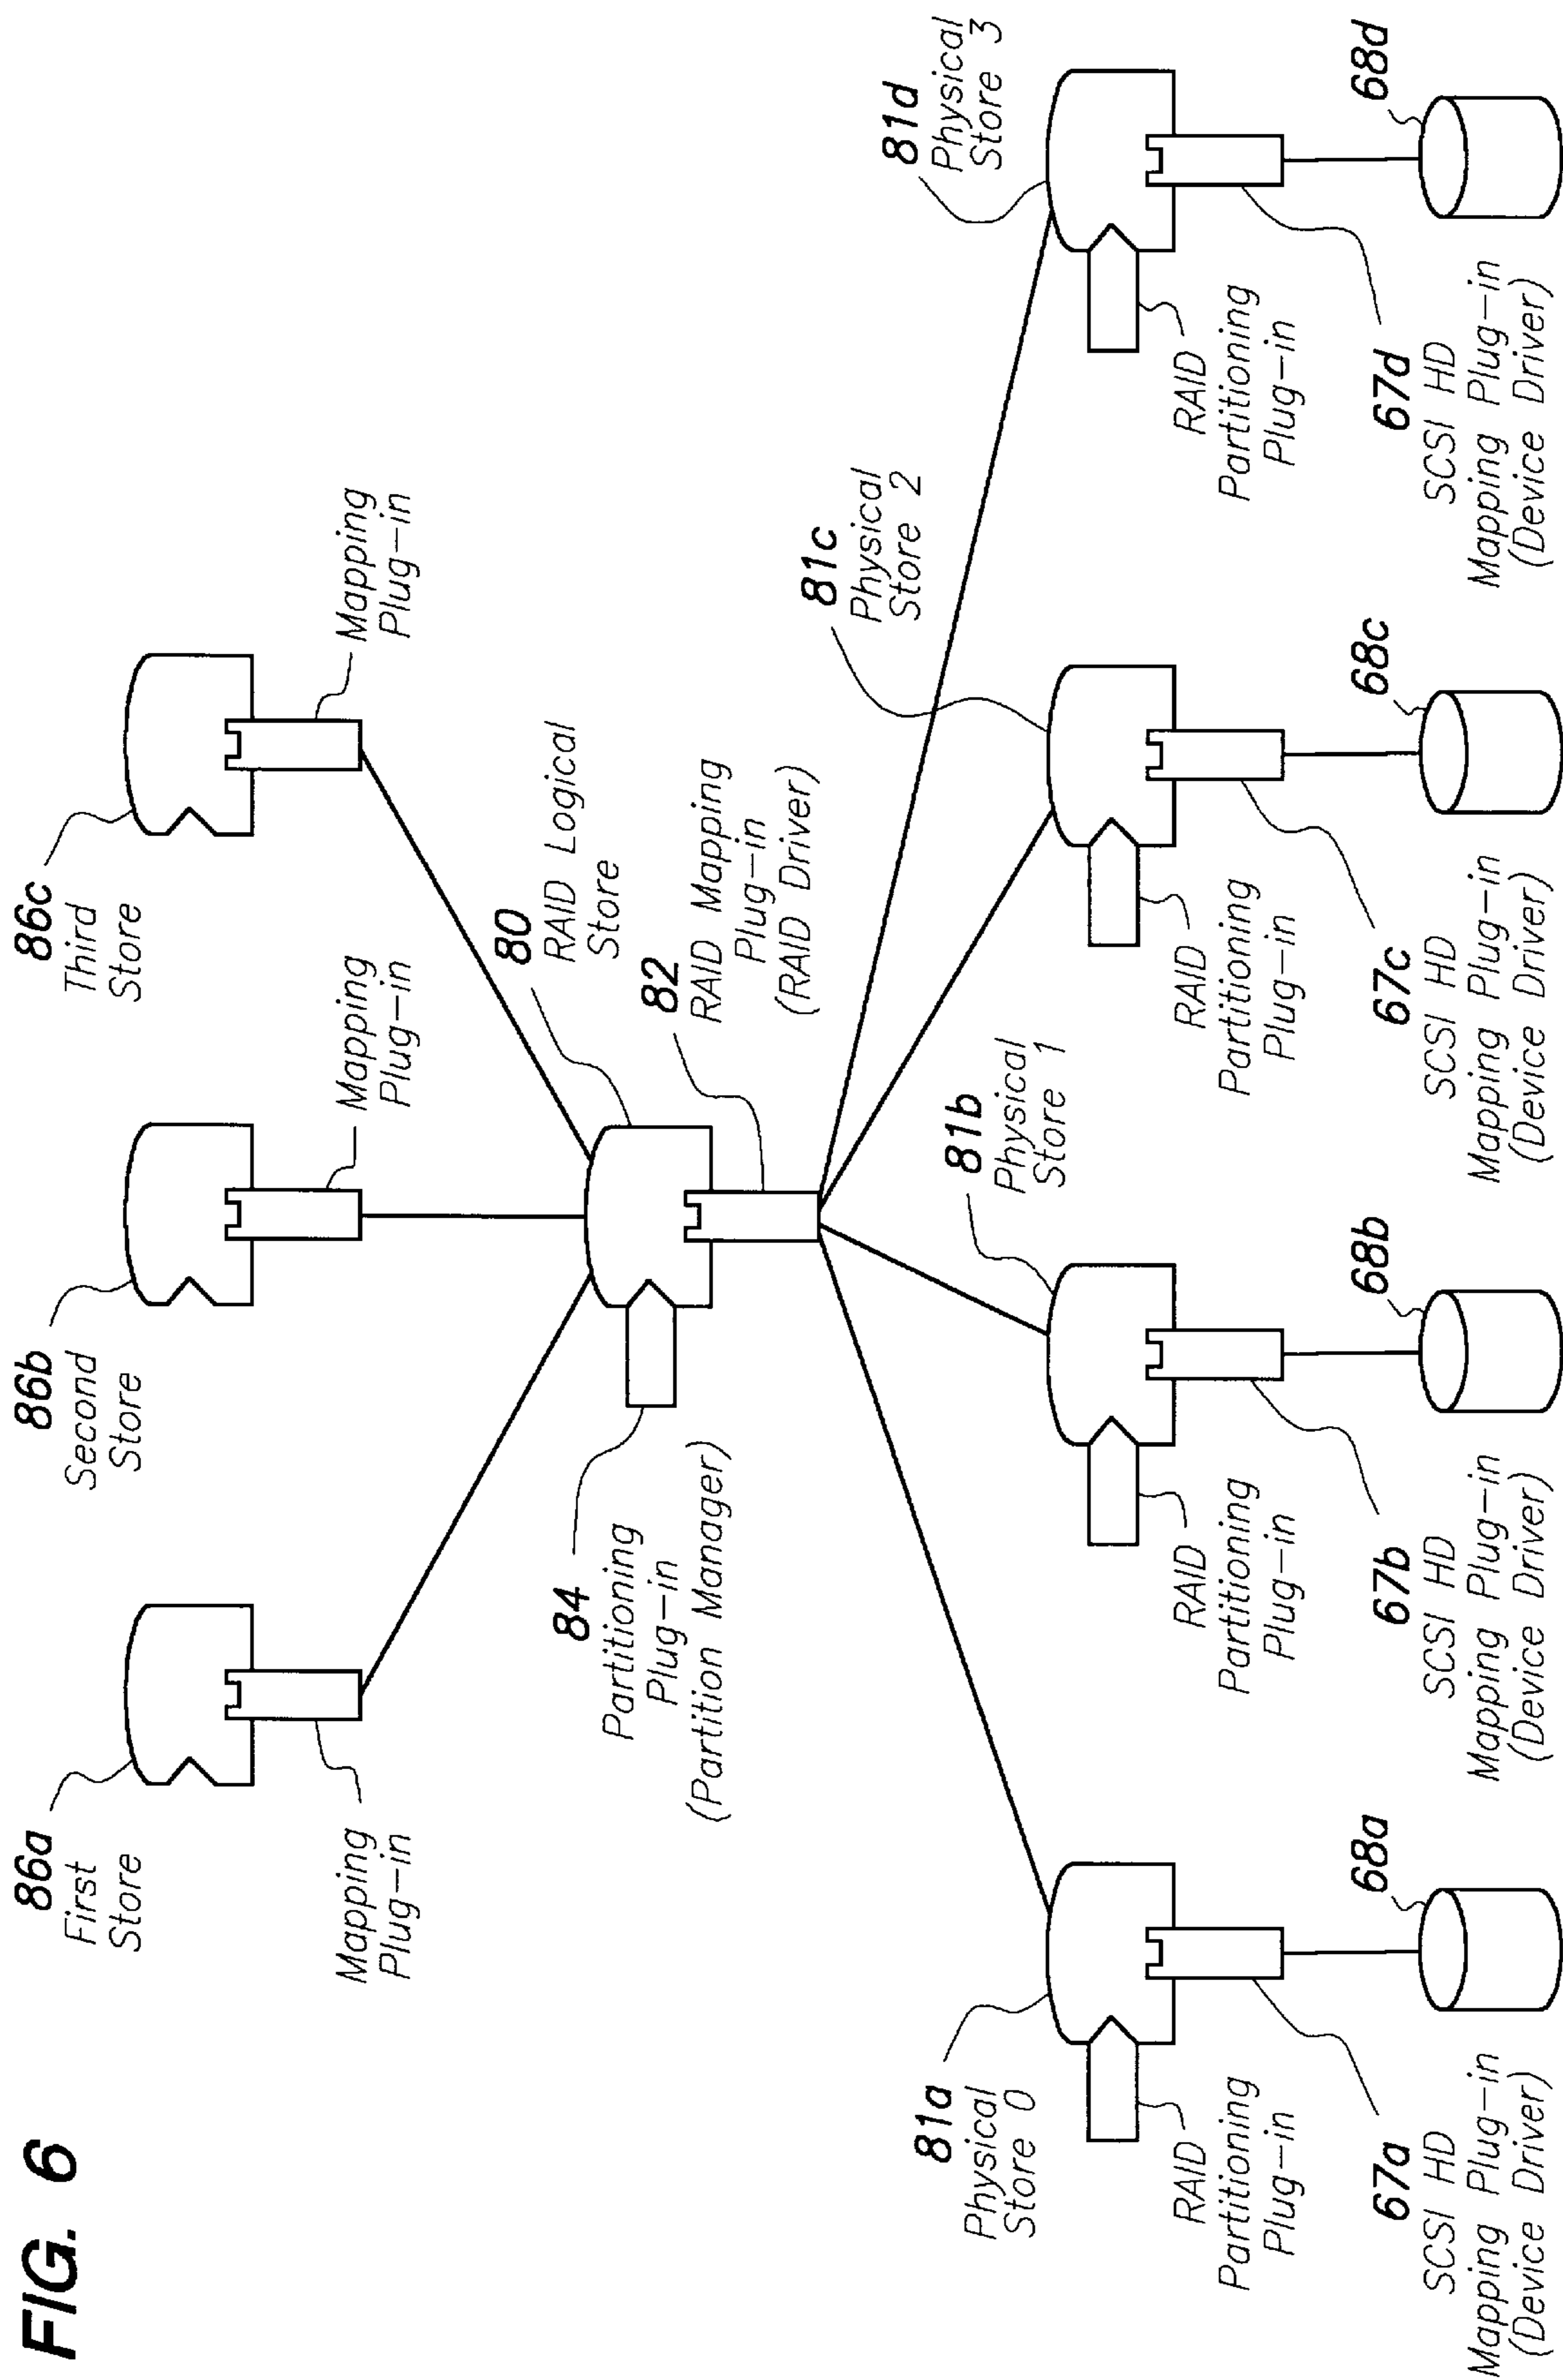 FIG. 6
86a
First
Store
86b
Second
Store
86c
Third
Store
Mapping
Plug-in
Mapping
Plug-in
Mapping
Plug-in
84
Partitioning
Plug-in
(Partition Manager)
80
RAID Logical
Store
82
RAID Mapping
Plug-in
(RAID Driver)
81a
Physical
Store 0
81b
Physical
Store 1
81c
Physical
Store 2
81d
Physical
Store 3
RAID
Partitioning
Plug-in
RAID
Partitioning
Plug-in
RAID
Partitioning
Plug-in
RAID
Partitioning
Plug-in
67a
SCSI HD
Mapping Plug-in
(Device Driver)
68a
67b
SCSI HD
Mapping Plug-in
(Device Driver)
68b
67c
SCSI HD
Mapping Plug-in
(Device Driver)
68c
67d
SCSI HD
Mapping Plug-in
(Device Driver)
68d